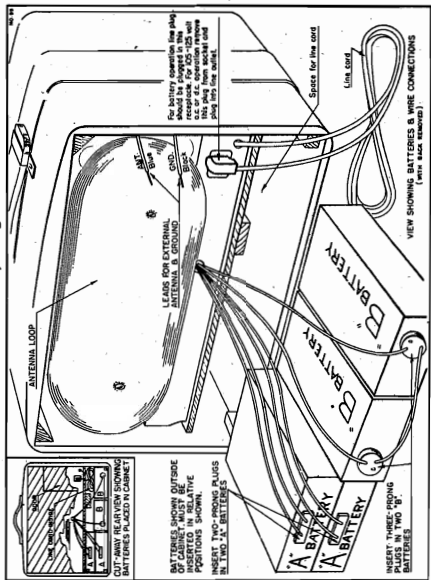 NO 99
For battery operation line plug
should be plugged in this
receptacle. For 105-125 volt
a.c. or d.c. operation remove
this plug from socket and
plug into line outlet.
Space for line cord
Line cord
ANTENNA LOOP
ANT.
Blue
GND.
Black
LEADS FOR EXTERNAL
ANTENNA & GROUND
CUT-AWAY REARVIEW SHOWING
BATTERIES PLACED IN CABINET
BATTERIES SHOWN OUTSIDE
OF CABINET. MUST BE
INSERTED IN RELATIVE
POSITIONS SHOWN.
INSERT TWO-PRONG PLUGS
IN TWO "A" BATTERIES
"A"
BATTERY
"A"
BATTERY
"B"
BATTERY
"B"
BATTERY
INSERT THREE-PRONG
PLUGS IN TWO "B"
BATTERIES
VIEW SHOWING BATTERIES & WIRE CONNECTIONS
(WITH BACK REMOVED)